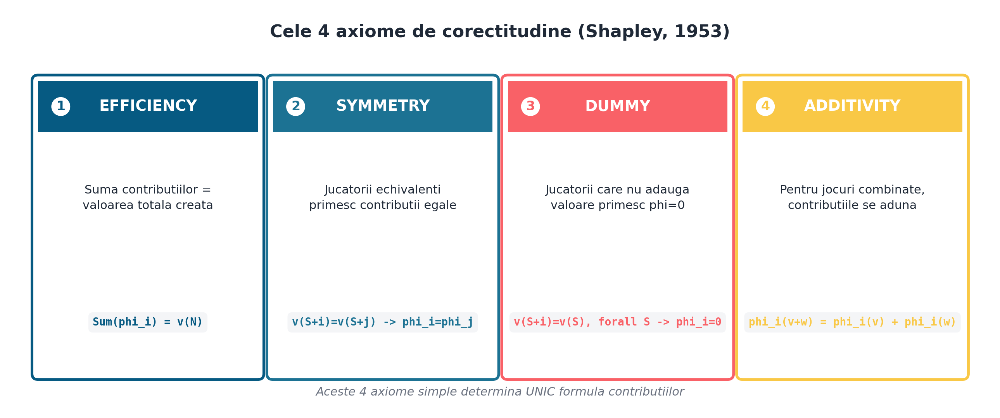 Cele 4 axiome de corectitudine (Shapley, 1953)
1 EFFICIENCY
Suma contributiilor =
valoarea totala creata
Sum(phi_i) = v(N)
2 SYMMETRY
Jucatorii echivalenti
primesc contributii egale
v(S+i)=v(S+j) -> phi_i=phi_j
3 DUMMY
Jucatorii care nu adauga
valoare primesc phi=0
v(S+i)=v(S), forall S -> phi_i=0
4 ADDITIVITY
Pentru jocuri combinate,
contributiile se aduna
phi_i(v+w) = phi_i(v) + phi_i(w)
Aceste 4 axiome simple determina UNIC formula contributiilor